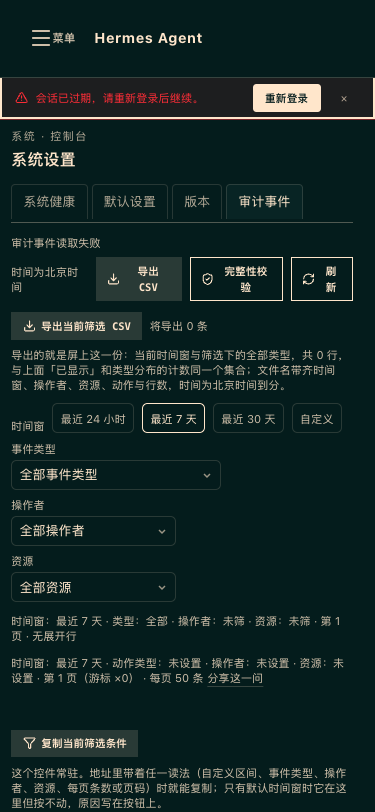 菜单
Hermes Agent
会话已过期，请重新登录后继续。
重新登录
×
系统 · 控制台
系统设置
系统健康
默认设置
版本
审计事件
审计事件读取失败
时间为北京时
间
导出
CSV
完整性校
验
刷
新
导出当前筛选 CSV
将导出 0 条
导出的就是屏上这一份：当前时间窗与筛选下的全部类型，共 0 行，
与上面「已显示」和类型分布的计数同一个集合；文件名带齐时间
窗、操作者、资源、动作与行数，时间为北京时间到分。
时间窗
最近 24 小时
最近 7 天
最近 30 天
自定义
事件类型
全部事件类型
操作者
全部操作者
资源
全部资源
时间窗：最近 7 天 · 类型：全部 · 操作者：未筛 · 资源：未筛 · 第 1
页 · 无展开行
时间窗：最近 7 天 · 动作类型：未设置 · 操作者：未设置 · 资源：未
设置 · 第 1 页（游标 ×0） · 每页 50 条 分享这一问
复制当前筛选条件
这个控件常驻。地址里带着任一读法（自定义区间、事件类型、操作
者、资源、每页条数或页码）时就能复制；只有默认时间窗时它在这
里但按不动，原因写在按钮上。